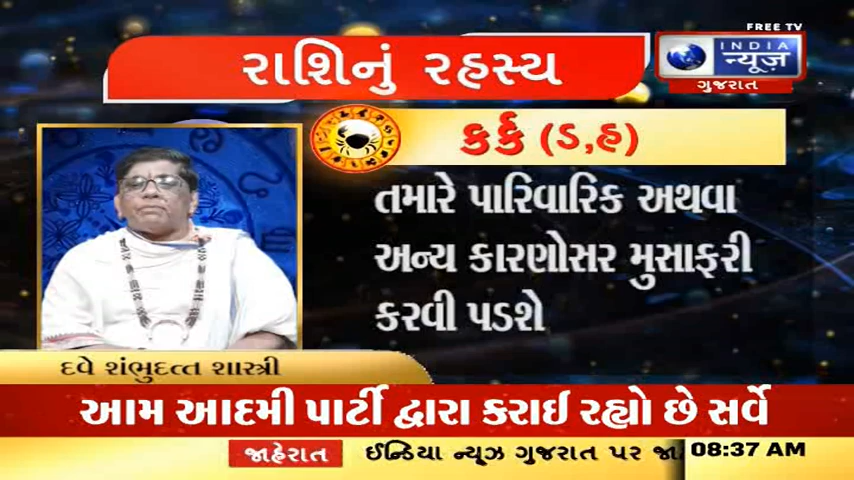 FREE TV
રાશિનું રહસ્ય
INDIA
ન્યૂઝ
ગુજરાત
કર્ક (ડ,હ)
તમારે પારિવારિક અથવા
અન્ય કારણોસર મુસાફરી
કરવી પડશે
દવે શંભુદત્ત શાસ્ત્રી
આમ આદમી પાર્ટી દ્વારા કરાઈ રહ્યો છે સર્વે
જાહેરાત ઈન્ડિયા ન્યૂઝ ગુજરાત પર 08:37 AM